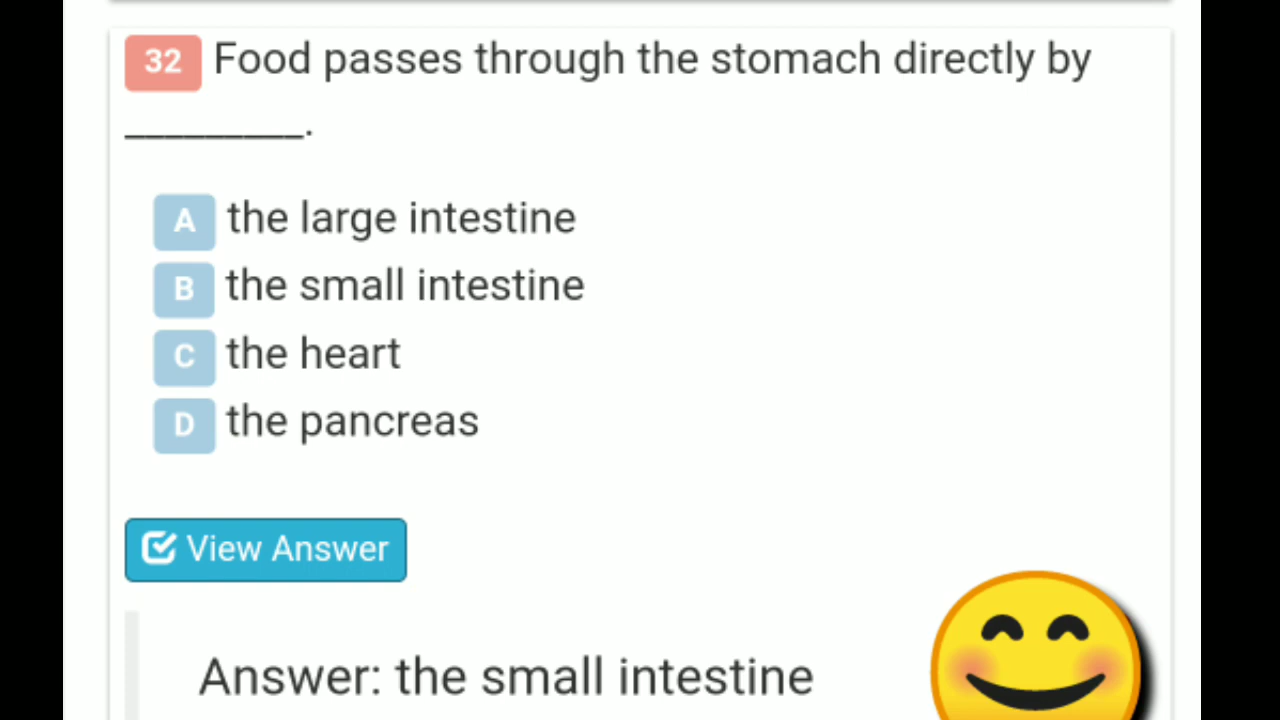 32 Food passes through the stomach directly by
_________.
A the large intestine
B the small intestine
C the heart
D the pancreas
View Answer
Answer: the small intestine